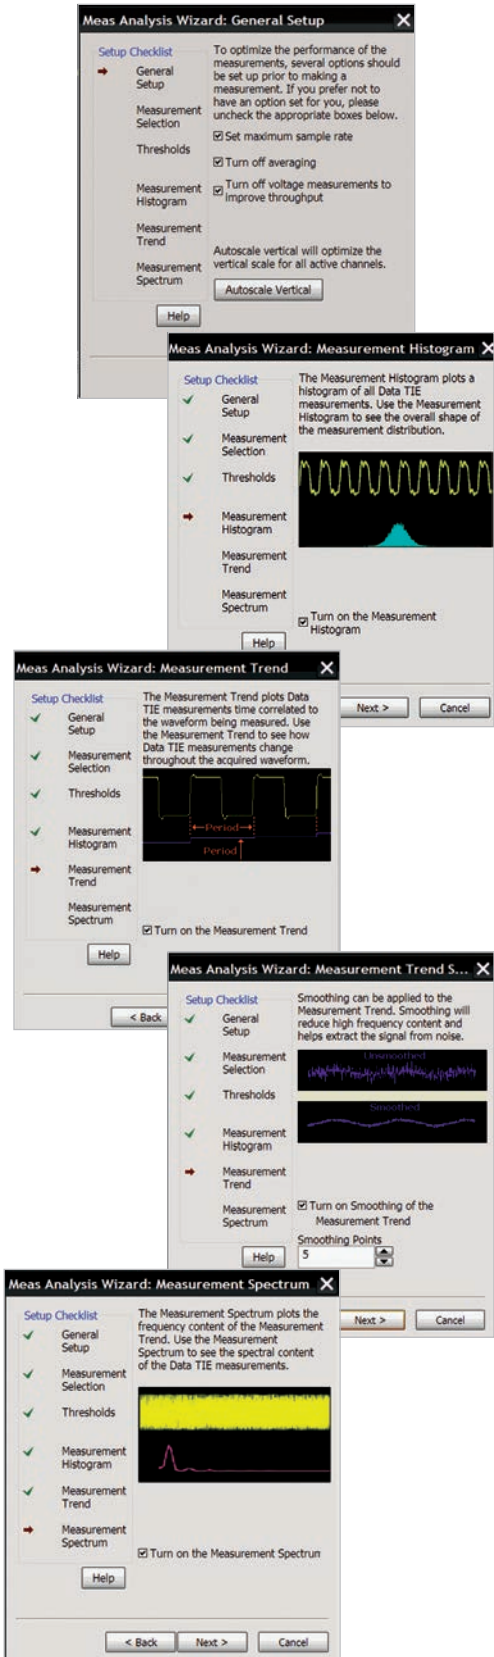 Meas Analysis Wizard: General Setup
Setup Checklist
General
Setup
Measurement
Selection
Thresholds
Measurement
Histogram
Measurement
Trend
Measurement
Spectrum
Help
To optimize the performance of the
measurements, several options should
be set up prior to making a
measurement. If you prefer not to
have an option set for you, please
uncheck the appropriate boxes below.
Set maximum sample rate
Turn off averaging
Turn off voltage measurements to
improve throughput
Autoscale vertical will optimize the
vertical scale for all active channels.
Autoscale Vertical
Meas Analysis Wizard: Measurement Histogram
Setup Checklist
General
Setup
Measurement
Selection
Thresholds
Measurement
Histogram
Measurement
Trend
Measurement
Spectrum
Help
The Measurement Histogram plots a
histogram of all Data TIE
measurements. Use the Measurement
Histogram to see the overall shape of
the measurement distribution.
Turn on the Measurement
Histogram
Next >
Cancel
Meas Analysis Wizard: Measurement Trend
Setup Checklist
General
Setup
Measurement
Selection
Thresholds
Measurement
Histogram
Measurement
Trend
Measurement
Spectrum
Help
The Measurement Trend plots Data
TIE measurements time correlated to
the waveform being measured. Use
the Measurement Trend to see how
Data TIE measurements change
throughout the acquired waveform.
Period
Period
Turn on the Measurement Trend
< Back
Meas Analysis Wizard: Measurement Trend S...
Setup Checklist
General
Setup
Measurement
Selection
Thresholds
Measurement
Histogram
Measurement
Trend
Measurement
Spectrum
Help
Smoothing can be applied to the
Measurement Trend. Smoothing will
reduce high frequency content and
helps extract the signal from noise.
Unsmoothed
Smoothed
Turn on Smoothing of the
Measurement Trend
Smoothing Points
5
Next >
Cancel
Meas Analysis Wizard: Measurement Spectrum
Setup Checklist
General
Setup
Measurement
Selection
Thresholds
Measurement
Histogram
Measurement
Trend
Measurement
Spectrum
Help
The Measurement Spectrum plots the
frequency content of the Measurement
Trend. Use the Measurement
Spectrum to see the spectral content
of the Data TIE measurements.
Turn on the Measurement Spectrum
< Back
Next >
Cancel